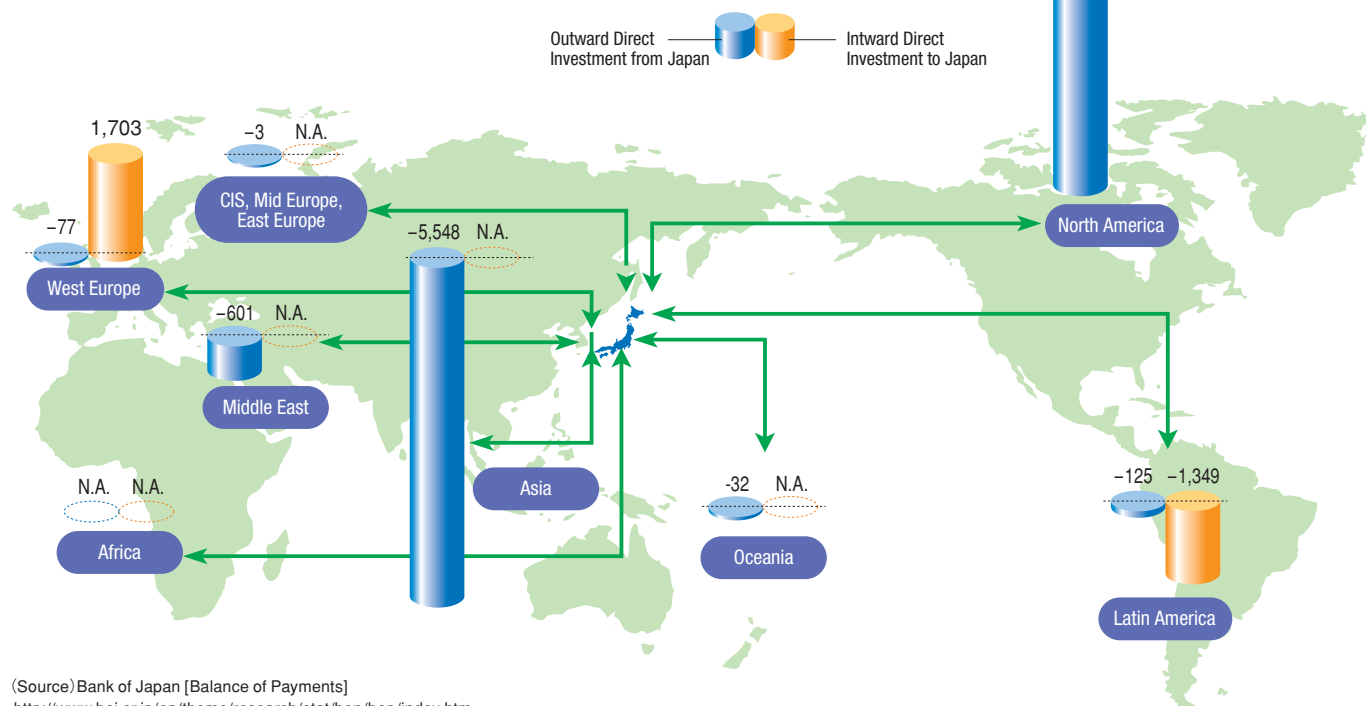 Outward Direct
Investment from Japan
Intward Direct
Investment to Japan
1,703
−3 N.A.
CIS, Mid Europe,
East Europe
North America
−77
−5,548 N.A.
West Europe
−601 N.A.
Middle East
N.A. N.A.
Asia
-32 N.A.
−125 −1,349
Africa
Oceania
Latin America
(Source)Bank of Japan [Balance of Payments]